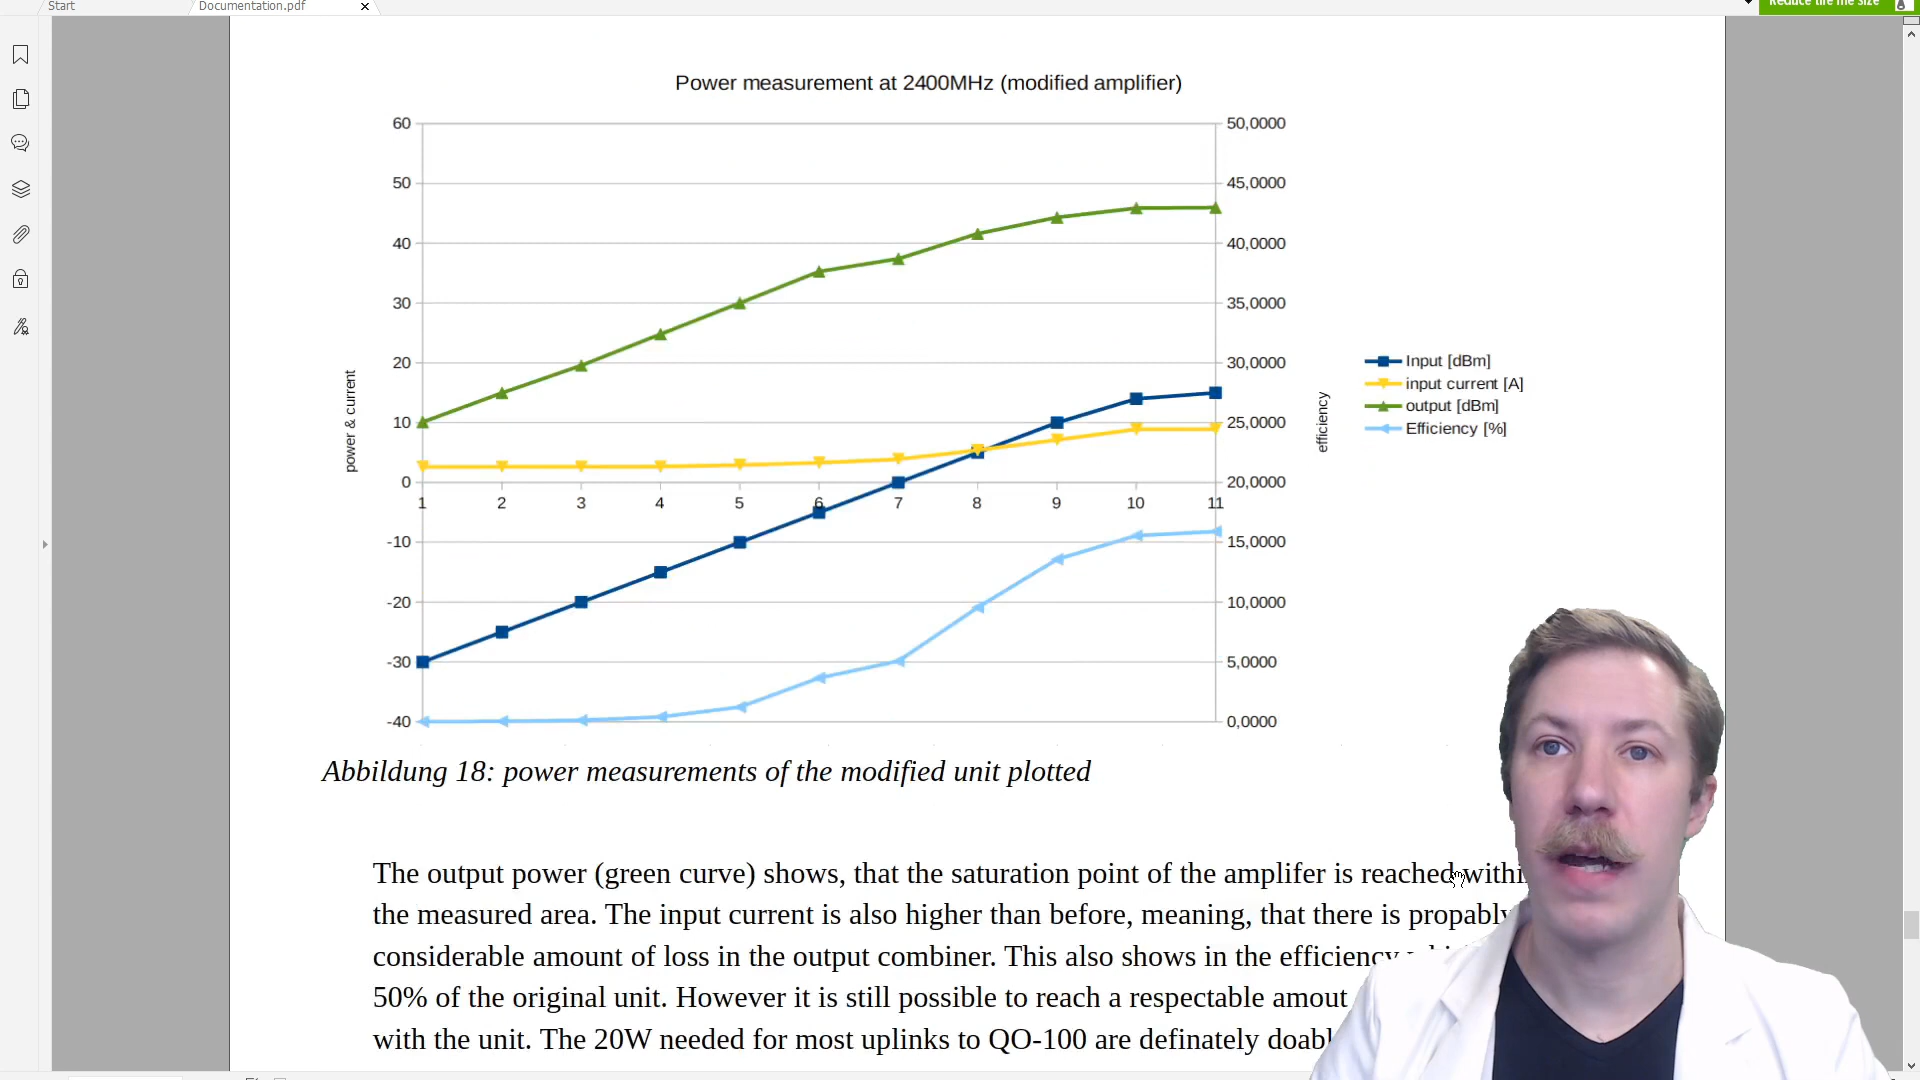 Start
Documentation.pdf
Reduce the file size
Power measurement at 2400MHz (modified amplifier)
60
50
40
30
20
10
0
-10
-20
-30
-40
50,0000
45,0000
40,0000
35,0000
30,0000
25,0000
20,0000
15,0000
10,0000
5,0000
0,0000
1 2 3 4 5 6 7 8 9 10 11
power & current
efficiency
Input [dBm]
input current [A]
output [dBm]
Efficiency [%]
Abbildung 18: power measurements of the modified unit plotted
The output power (green curve) shows, that the saturation point of the amplifer is reached
the measured area. The input current is also higher than before, meaning, that there is propably
considerable amount of loss in the output combiner. This also shows in the efficiency
50% of the original unit. However it is still possible to reach a respectable amout
with the unit. The 20W needed for most uplinks to QO-100 are definately